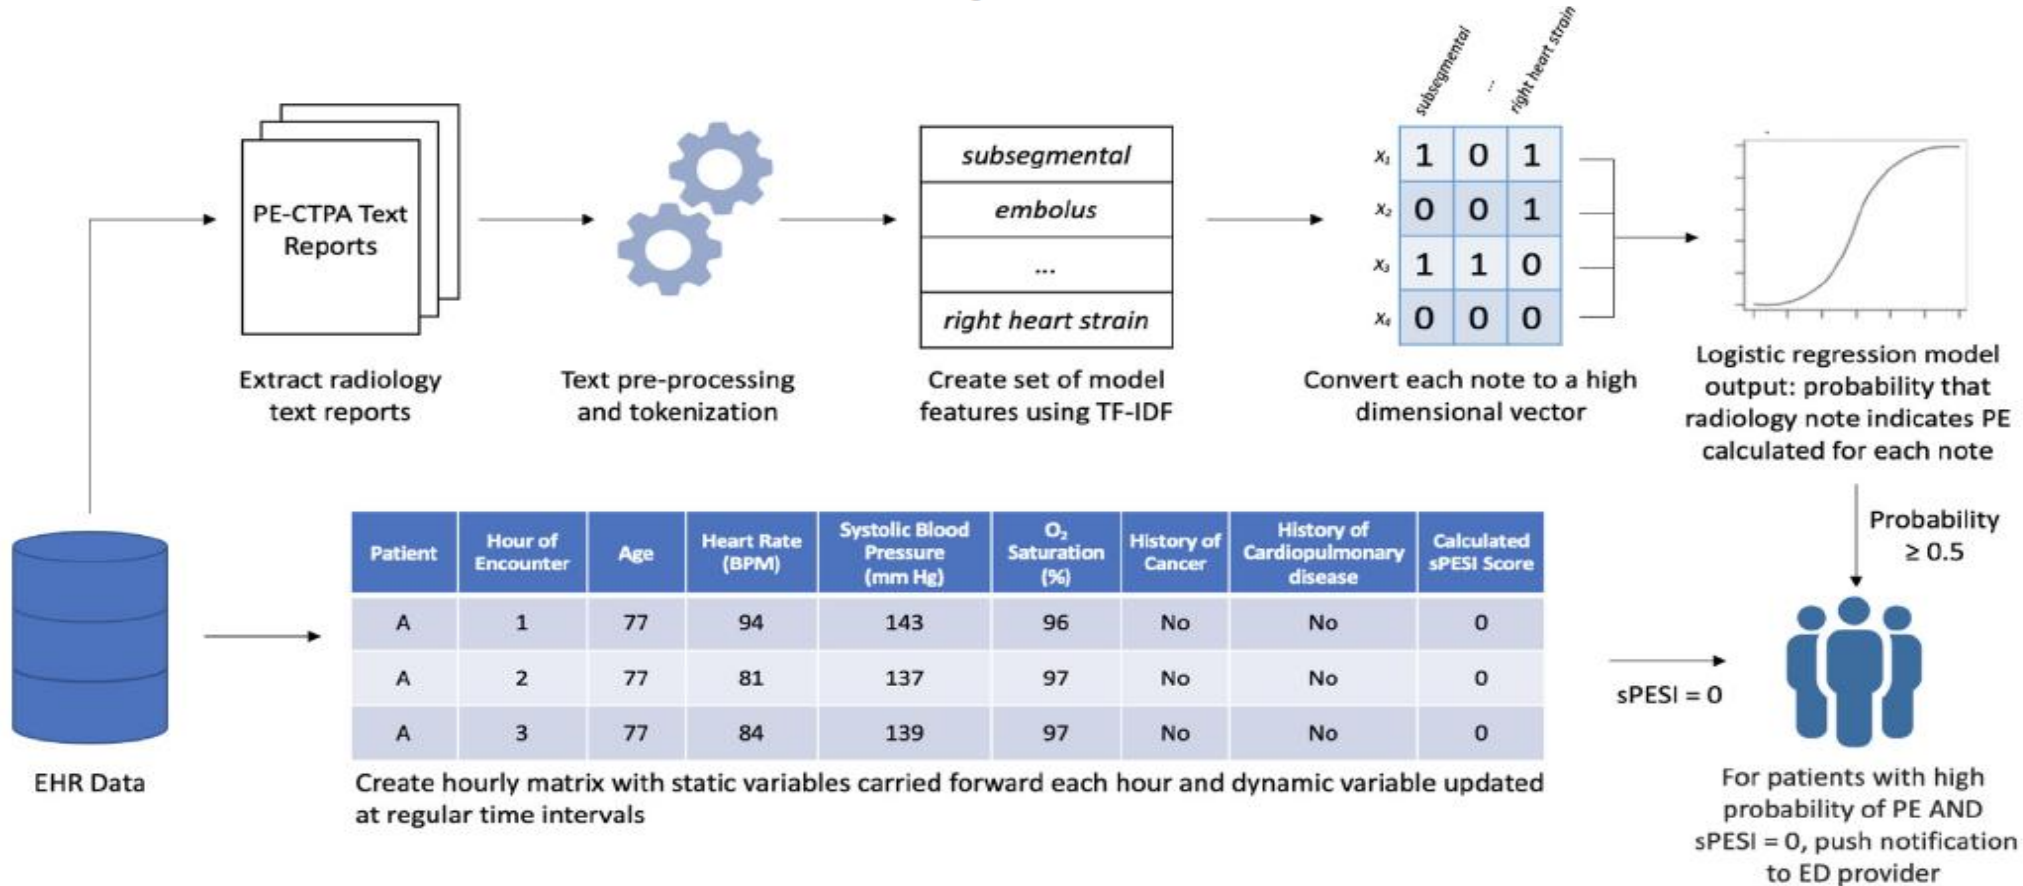 PE-CTPA Text
Reports
Extract radiology
text reports
Text pre-processing
and tokenization
subsegmental
embolus
...
right heart strain
Create set of model
features using TF-IDF
subsegmental
...
right heart strain
X₁ 1 0 1
X₂ 0 0 1
X₃ 1 1 0
X₄ 0 0 0
Convert each note to a high
dimensional vector
Logistic regression model
output: probability that
radiology note indicates PE
calculated for each note
Probability
≥ 0.5
EHR Data
Patient
Hour of
Encounter
Age
Heart Rate
(BPM)
Systolic Blood
Pressure
(mm Hg)
O₂
Saturation
(%)
History of
Cancer
History of
Cardiopulmonary
disease
Calculated
sPESI Score
A 1 77 94 143 96 No No 0
A 2 77 81 137 97 No No 0
A 3 77 84 139 97 No No 0
Create hourly matrix with static variables carried forward each hour and dynamic variable updated
at regular time intervals
sPESI = 0
For patients with high
probability of PE AND
sPESI = 0, push notification
to ED provider